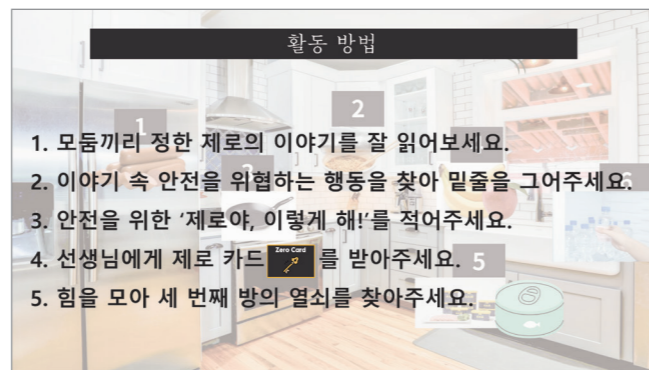 활동 방법
1
2
3
1. 모둠끼리 정한 제로의 이야기를 잘 읽어보세요.
2. 이야기 속 안전을 위협하는 행동을 찾아 밑줄을 그어주세요.
6
3. 안전을 위한 '제로야, 이렇게 해!'를 적어주세요.
4. 선생님에게 제로 카드 Zero Card 를 받아주세요.
5
5. 힘을 모아 세 번째 방의 열쇠를 찾아주세요.